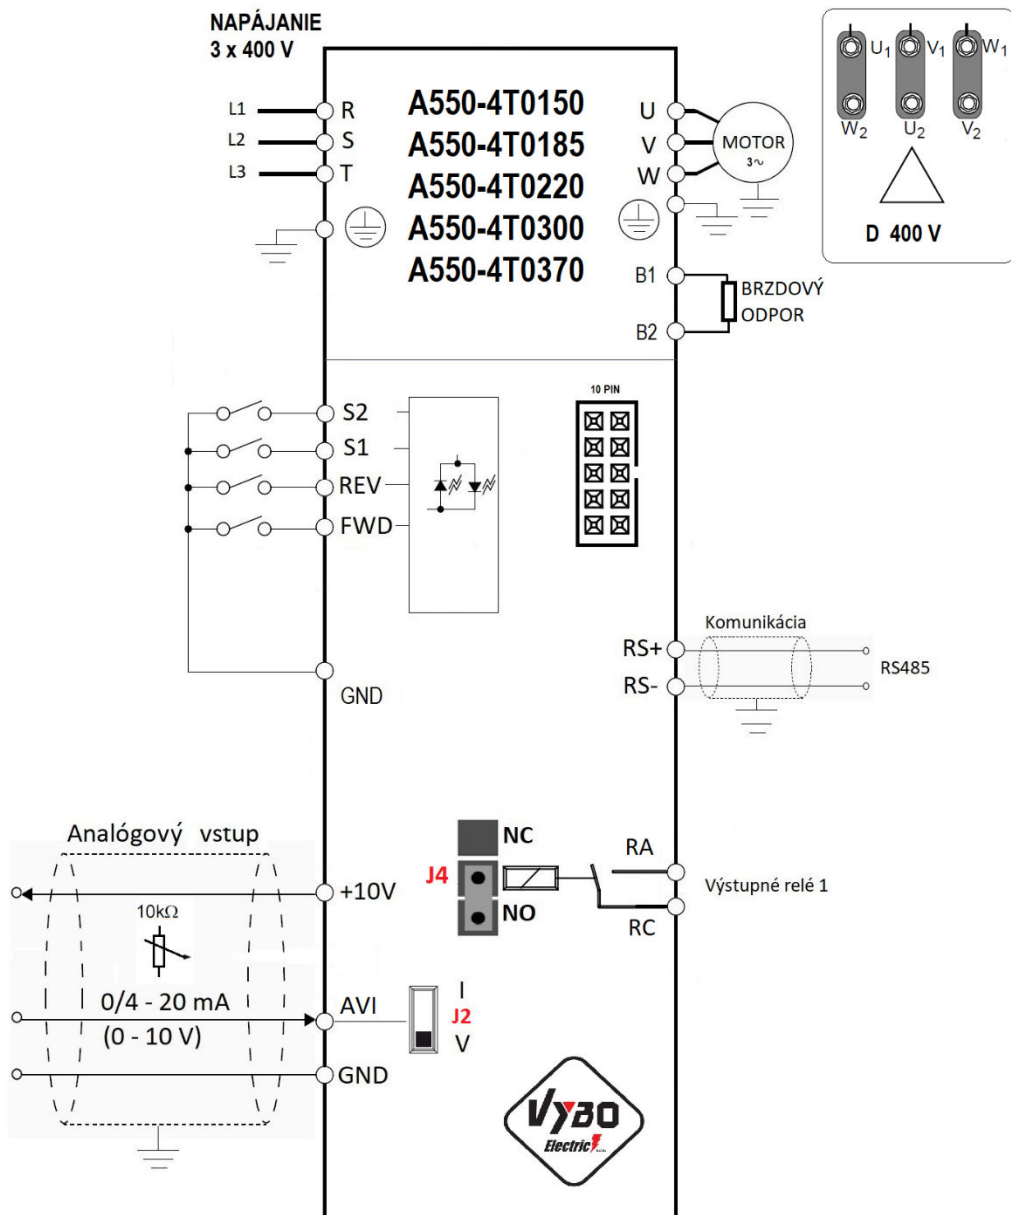 NAPÁJANIE
3 x 400 V
L1
R
L2
S
L3
T
A550-4T0150
A550-4T0185
A550-4T0220
A550-4T0300
A550-4T0370
U
V
W
MOTOR
3~
U1
V1
W1
W2
U2
V2
D 400 V
B1
B2
BRZDOVÝ
ODPOR
S2
S1
REV
FWD
GND
10 PIN
Komunikácia
RS+
RS-
RS485
Analógový vstup
+10V
10kΩ
0/4 - 20 mA
(0 - 10 V)
AVI
GND
I
J2
V
NC
J4
NO
RA
RC
Výstupné relé 1
VYBO
Electric